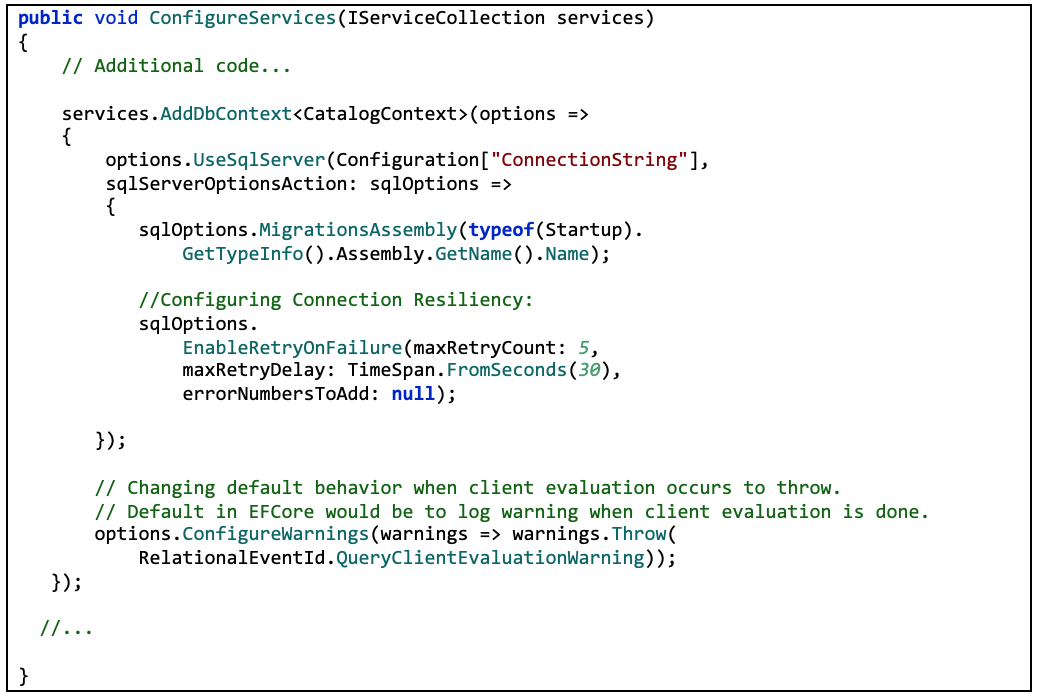 public void ConfigureServices(IServiceCollection services)
{
    // Additional code...
    services.AddDbContext<CatalogContext>(options =>
    {
        options.UseSqlServer(Configuration["ConnectionString"],
        sqlServerOptionsAction: sqlOptions =>
        {
           sqlOptions.MigrationsAssembly(typeof(Startup).
               GetTypeInfo().Assembly.GetName().Name);
           //Configuring Connection Resiliency:
           sqlOptions.
               EnableRetryOnFailure(maxRetryCount: 5,
               maxRetryDelay: TimeSpan.FromSeconds(30),
               errorNumbersToAdd: null);
       });
       // Changing default behavior when client evaluation occurs to throw.
       // Default in EFCore would be to log warning when client evaluation is done.
       options.ConfigureWarnings(warnings => warnings.Throw(
           RelationalEventId.QueryClientEvaluationWarning));
   });
  //...
}